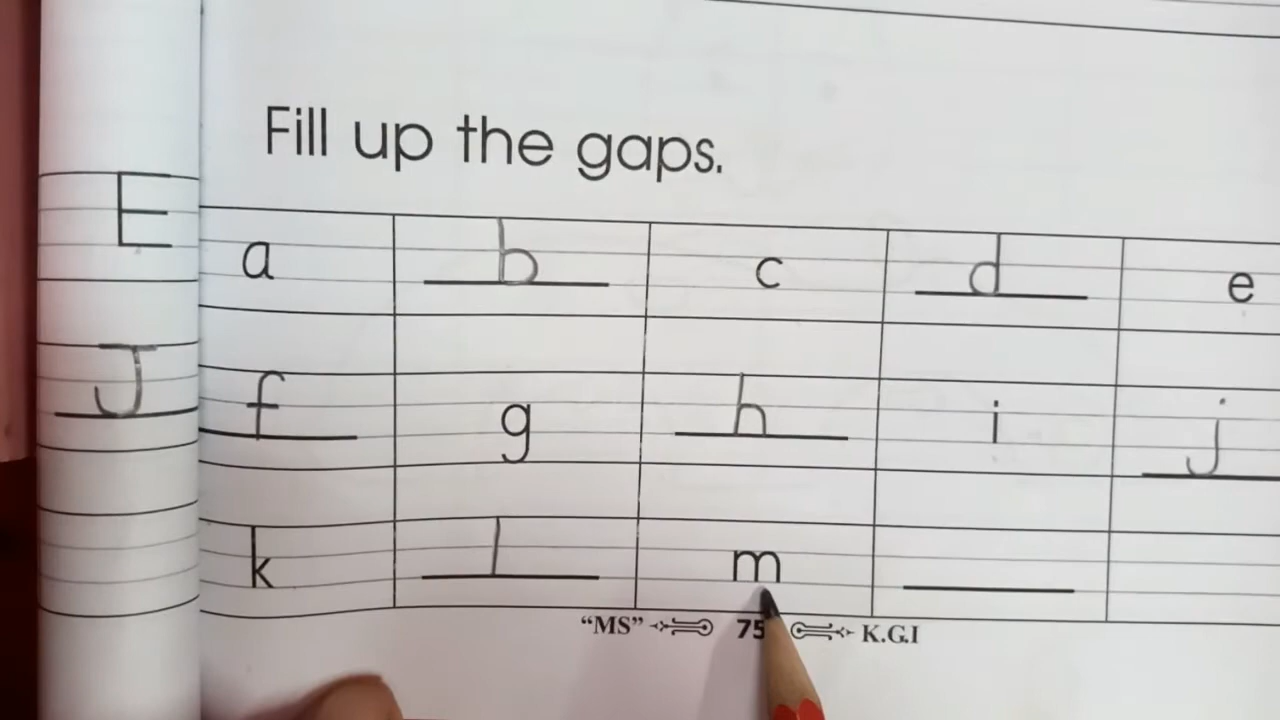 Fill up the gaps.
E
a b c d e
J
f g h i j
k l m
"MS" 75 K.G.I